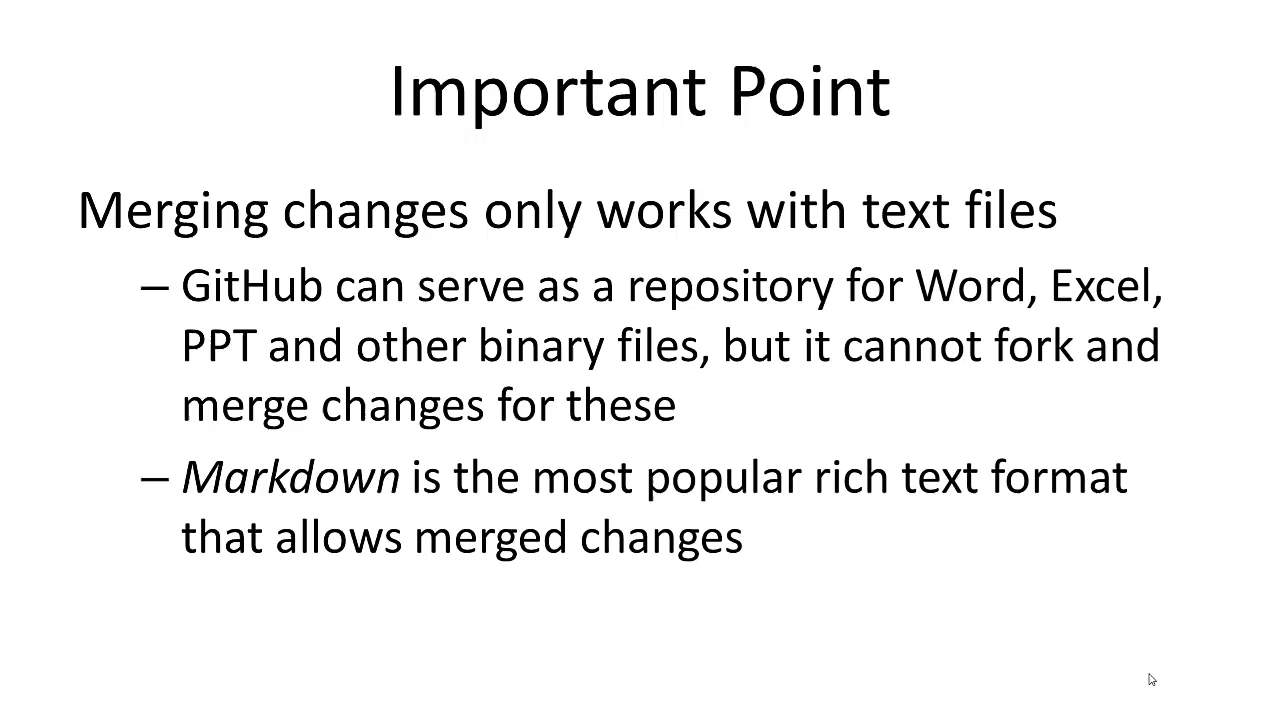 Important Point
Merging changes only works with text files
– GitHub can serve as a repository for Word, Excel,
PPT and other binary files, but it cannot fork and
merge changes for these
– Markdown is the most popular rich text format
that allows merged changes